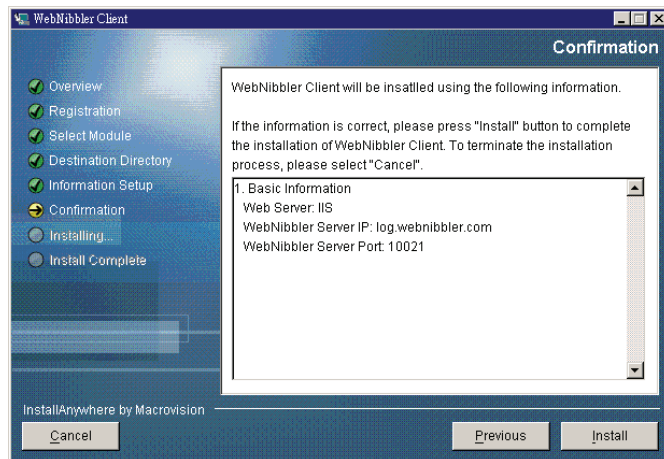 WebNibbler Client
Confirmation
Overview
Registration
Select Module
Destination Directory
Information Setup
Confirmation
Installing...
Install Complete
WebNibbler Client will be insatlled using the following information.
If the information is correct, please press "Install" button to complete
the installation of WebNibbler Client. To terminate the installation
process, please select "Cancel".
1. Basic Information
Web Server: IIS
WebNibbler Server IP: log.webnibbler.com
WebNibbler Server Port: 10021
InstallAnywhere by Macrovision
Cancel
Previous
Install